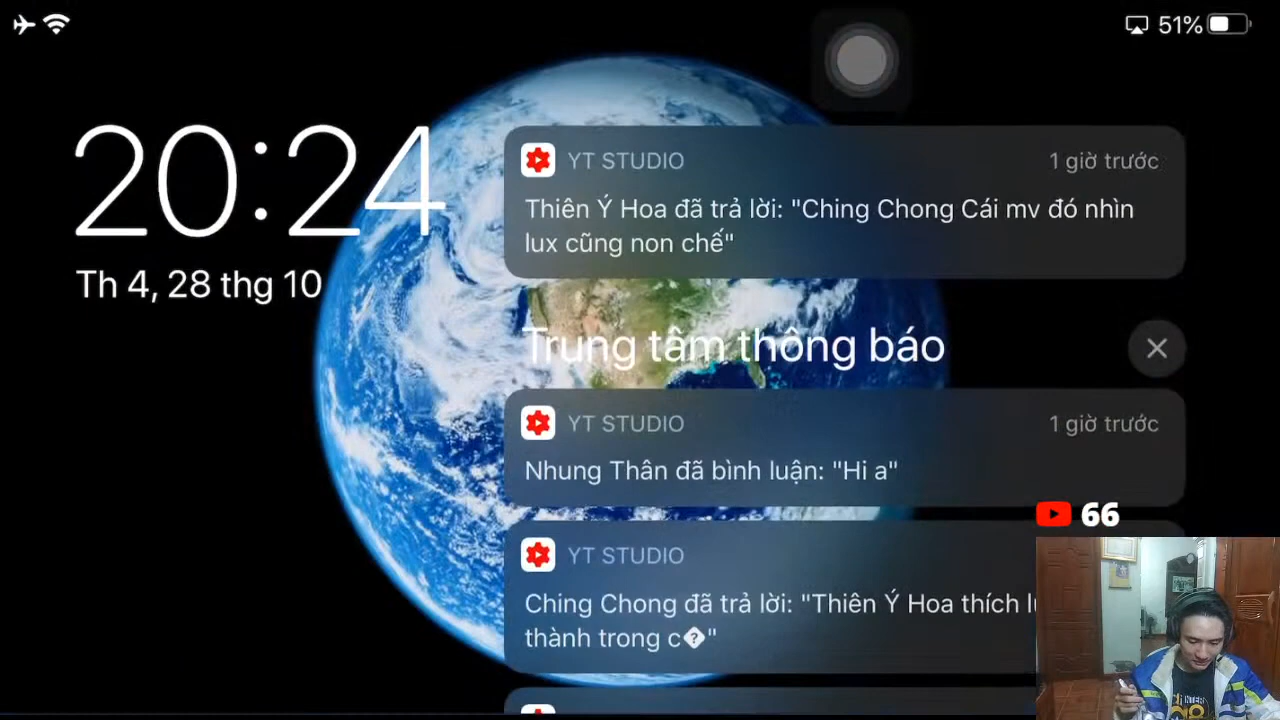 51%
20:24
Th 4, 28 thg 10
YT STUDIO
1 giờ trước
Thiên Ý Hoa đã trả lời: "Ching Chong Cái mv đó nhìn
lux cũng non chế"
Trung tâm thông báo
YT STUDIO
1 giờ trước
Nhung Thân đã bình luận: "Hi a"
66
YT STUDIO
Ching Chong đã trả lời: "Thiên Ý Hoa thích
thành trong c�"